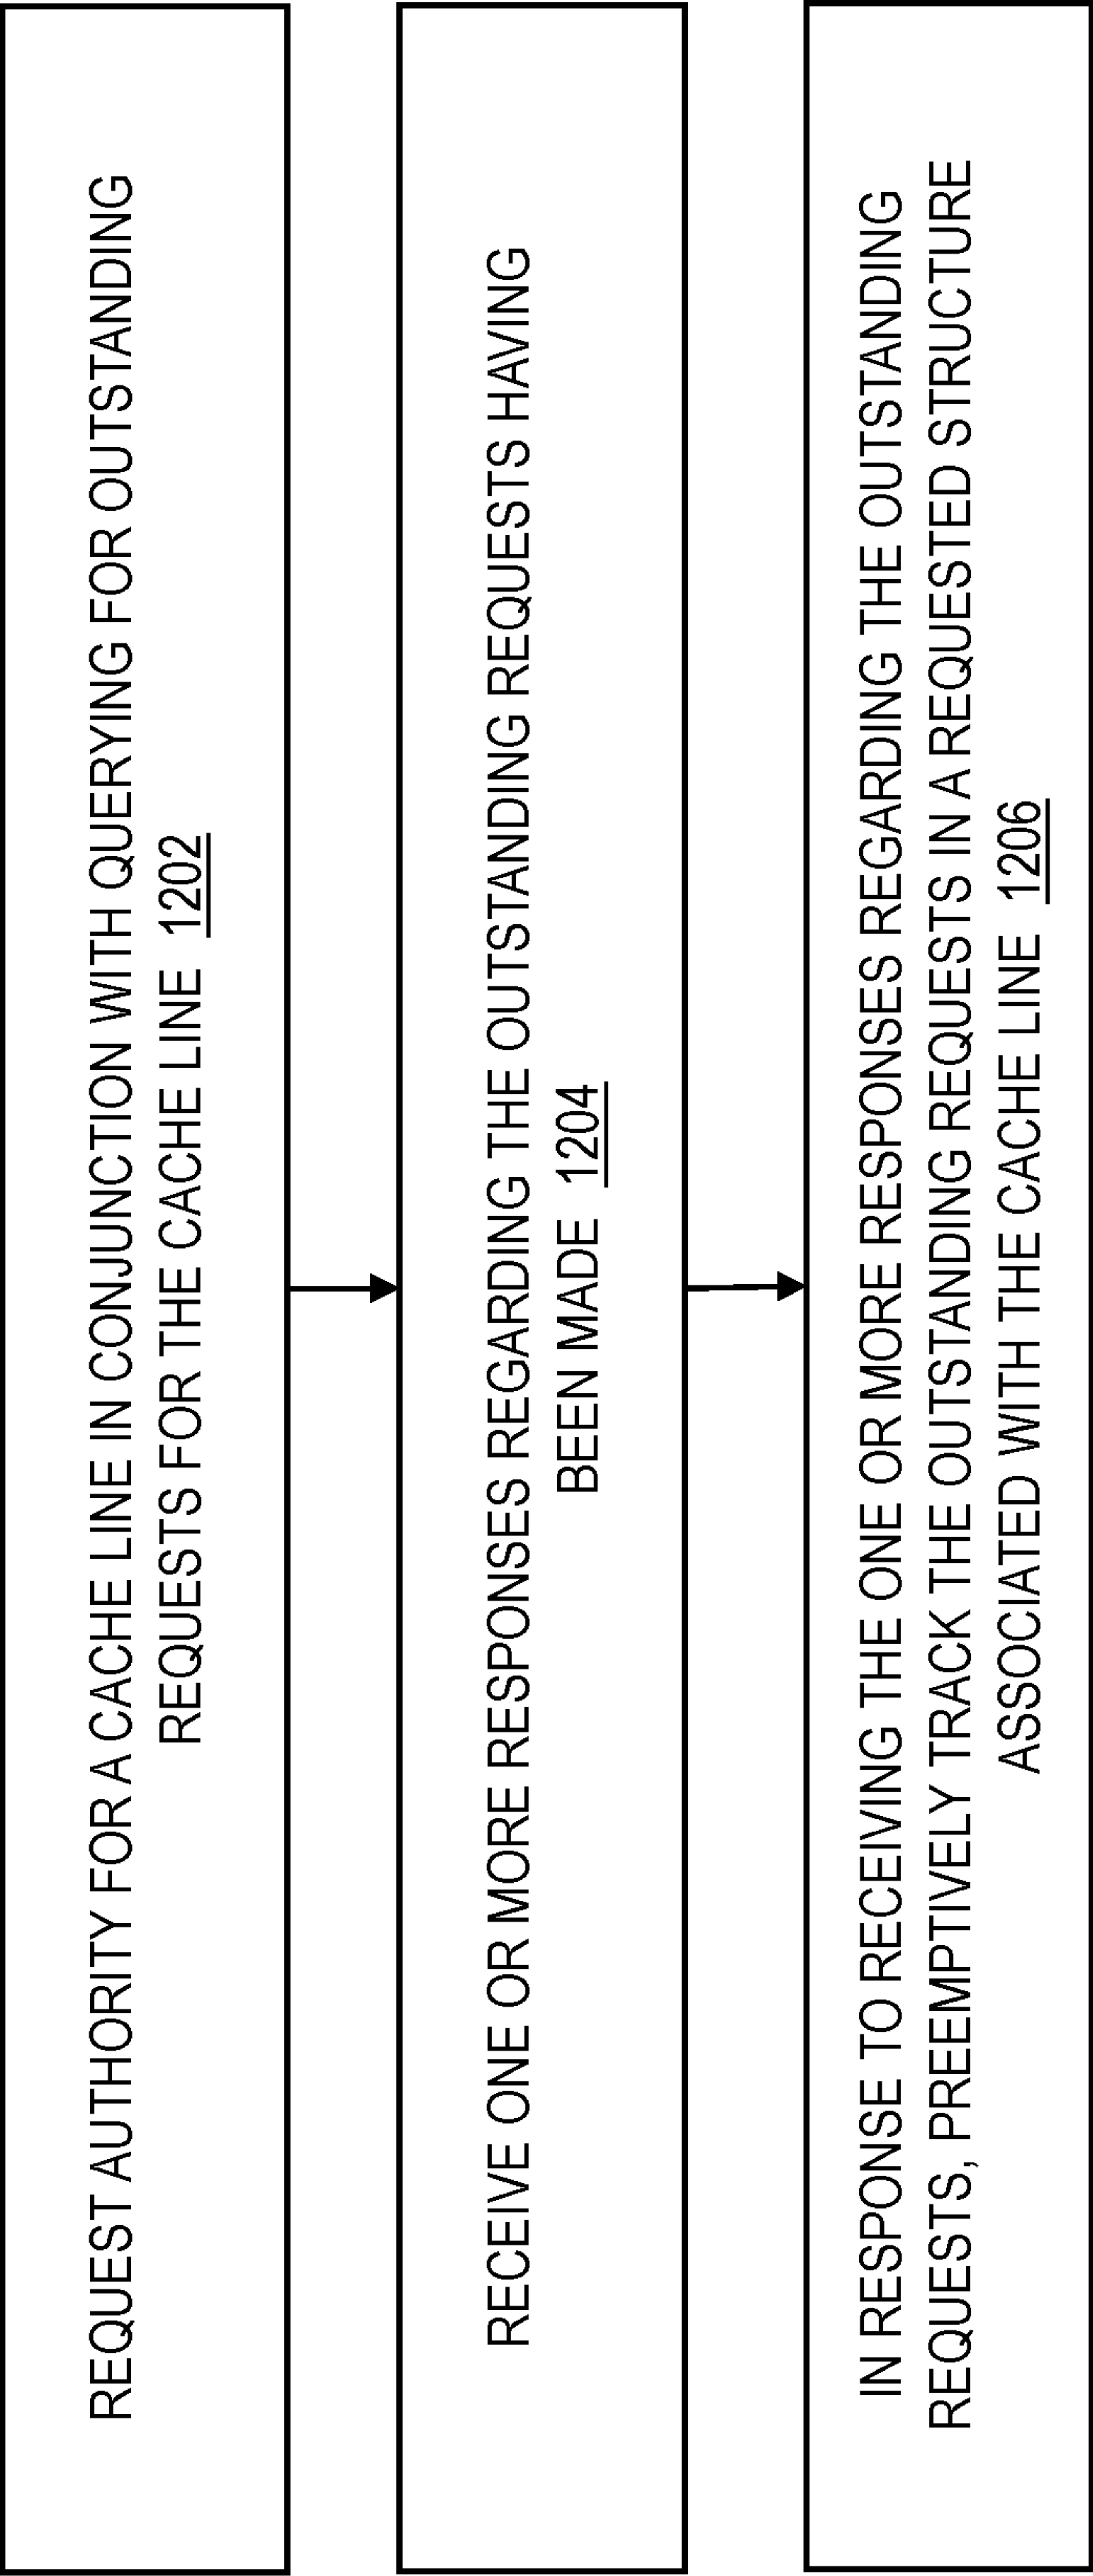 REQUEST AUTHORITY FOR A CACHE LINE IN CONJUNCTION WITH QUERYING FOR OUTSTANDING
REQUESTS FOR THE CACHE LINE 1202
RECEIVE ONE OR MORE RESPONSES REGARDING THE OUTSTANDING REQUESTS HAVING
BEEN MADE 1204
IN RESPONSE TO RECEIVING THE ONE OR MORE RESPONSES REGARDING THE OUTSTANDING
REQUESTS, PREEMPTIVELY TRACK THE OUTSTANDING REQUESTS IN A REQUESTED STRUCTURE
ASSOCIATED WITH THE CACHE LINE 1206